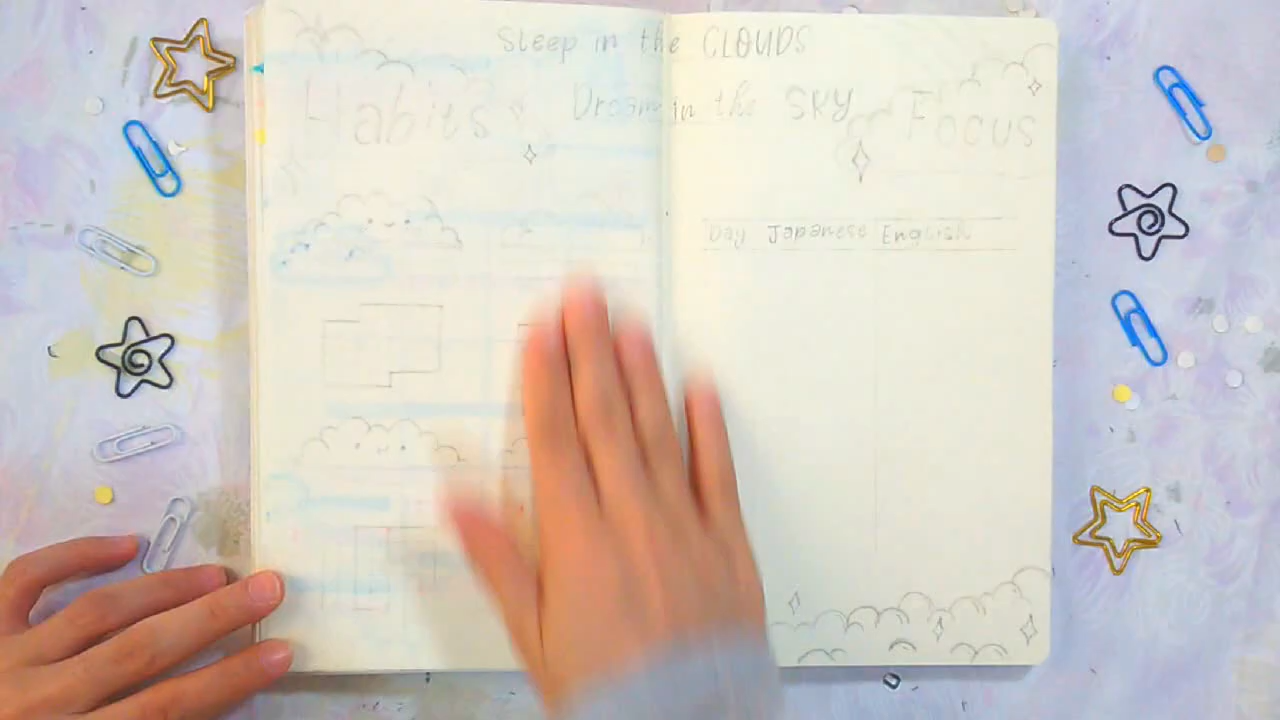 Sleep in the CLOUDS
Dream in the SKY
Habits
Focus
Day Japanese English